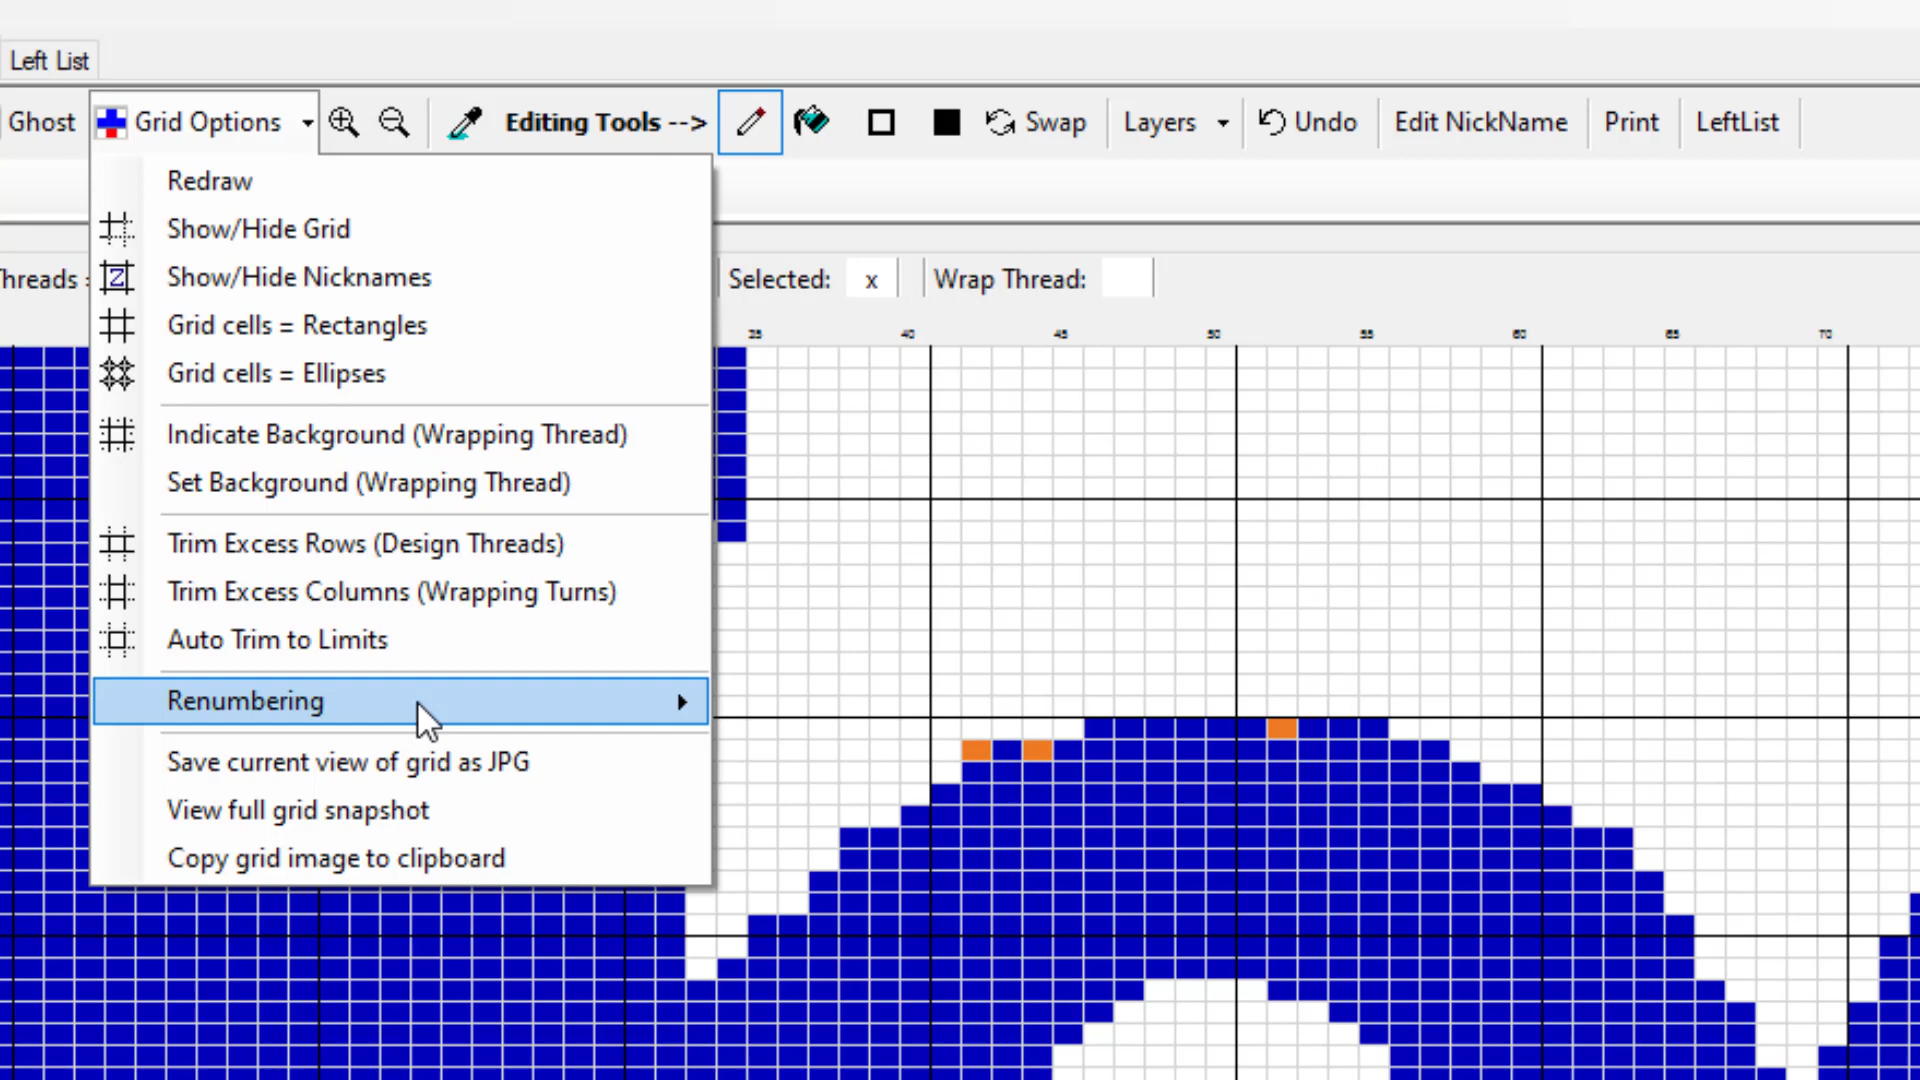 Left List
Ghost Grid Options Editing Tools --> Swap Layers Undo Edit NickName Print LeftList
Redraw
Show/Hide Grid
Show/Hide Nicknames
Threads = Selected: x Wrap Thread:
Grid cells = Rectangles
35 40 45 50 55 60 65 70
Grid cells = Ellipses
Indicate Background (Wrapping Thread)
Set Background (Wrapping Thread)
Trim Excess Rows (Design Threads)
Trim Excess Columns (Wrapping Turns)
Auto Trim to Limits
Renumbering
Save current view of grid as JPG
View full grid snapshot
Copy grid image to clipboard